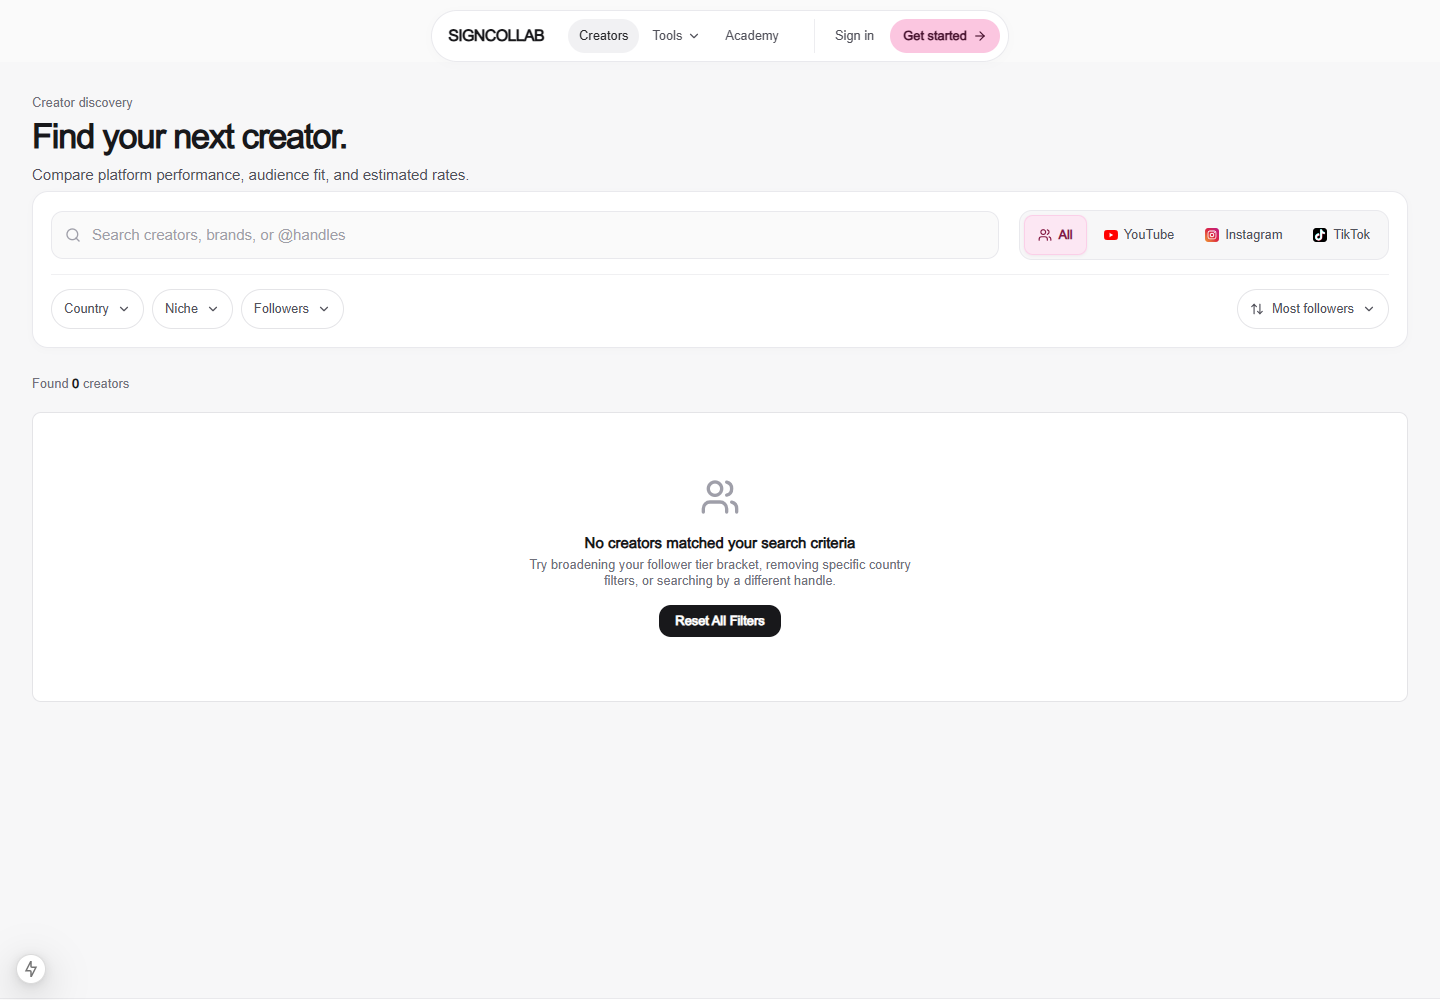 SIGNCOLLAB
Creators
Tools
Academy
Sign in
Get started
Creator discovery
Find your next creator.
Compare platform performance, audience fit, and estimated rates.
Search creators, brands, or @handles
All
YouTube
Instagram
TikTok
Country
Niche
Followers
Most followers
Found 0 creators
No creators matched your search criteria
Try broadening your follower tier bracket, removing specific country
filters, or searching by a different handle.
Reset All Filters